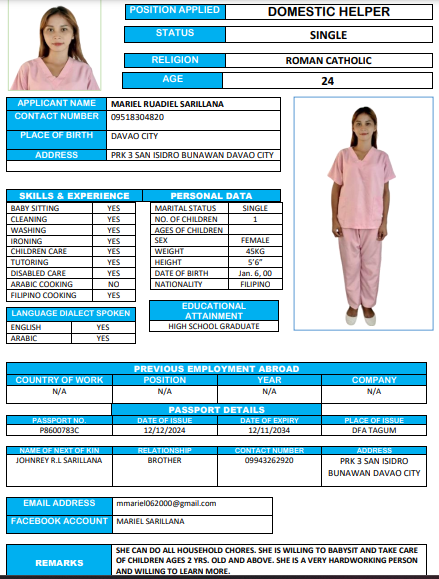 POSITION APPLIED DOMESTIC HELPER
STATUS SINGLE
RELIGION ROMAN CATHOLIC
AGE 24
APPLICANT NAME MARIEL RUADIEL SARILLANA
CONTACT NUMBER 09518304820
PLACE OF BIRTH DAVAO CITY
ADDRESS PRK 3 SAN ISIDRO BUNAWAN DAVAO CITY
SKILLS & EXPERIENCE
BABY SITTING YES
CLEANING YES
WASHING YES
IRONING YES
CHILDREN CARE YES
TUTORING YES
DISABLED CARE YES
ARABIC COOKING NO
FILIPINO COOKING YES
LANGUAGE DIALECT SPOKEN
ENGLISH YES
ARABIC YES
PERSONAL DATA
MARITAL STATUS SINGLE
NO. OF CHILDREN 1
AGES OF CHILDREN
SEX FEMALE
WEIGHT 45KG
HEIGHT 5'6"
DATE OF BIRTH Jan. 6, 00
NATIONALITY FILIPINO
EDUCATIONAL
ATTAINMENT
HIGH SCHOOL GRADUATE
PREVIOUS EMPLOYMENT ABROAD
COUNTRY OF WORK POSITION YEAR COMPANY
N/A N/A N/A N/A
PASSPORT DETAILS
PASSPORT NO. DATE OF ISSUE DATE OF EXPIRY PLACE OF ISSUE
P8600783C 12/12/2024 12/11/2034 DFA TAGUM
NAME OF NEXT OF KIN RELATIONSHIP CONTACT NUMBER ADDRESS
JOHNREY R.L SARILLANA BROTHER 09943262920 PRK 3 SAN ISIDRO
BUNAWAN DAVAO CITY
EMAIL ADDRESS mmariel062000@gmail.com
FACEBOOK ACCOUNT MARIEL SARILLANA
REMARKS
SHE CAN DO ALL HOUSEHOLD CHORES. SHE IS WILLING TO BABYSIT AND TAKE CARE
OF CHILDREN AGES 2 YRS. OLD AND ABOVE. SHE IS A VERY HARDWORKING PERSON
AND WILLING TO LEARN MORE.